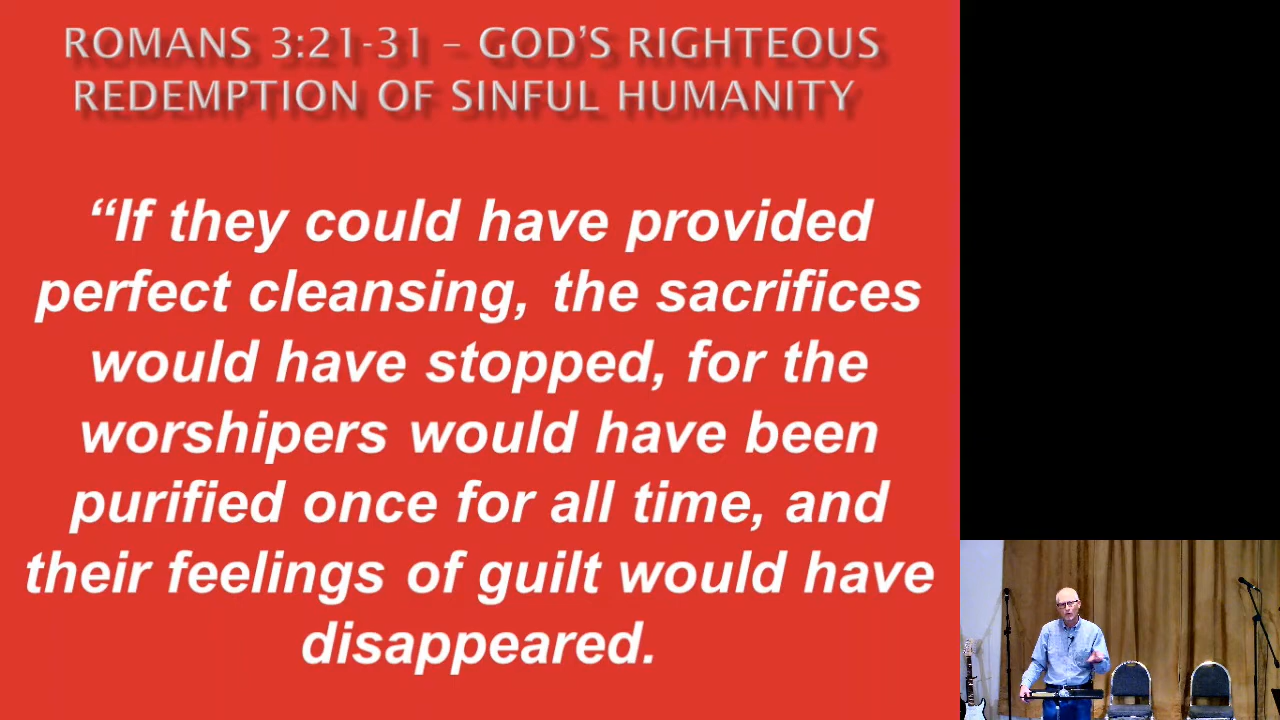 ROMANS 3:21-31 – GOD’S RIGHTEOUS
REDEMPTION OF SINFUL HUMANITY
“If they could have provided
perfect cleansing, the sacrifices
would have stopped, for the
worshipers would have been
purified once for all time, and
their feelings of guilt would have
disappeared.